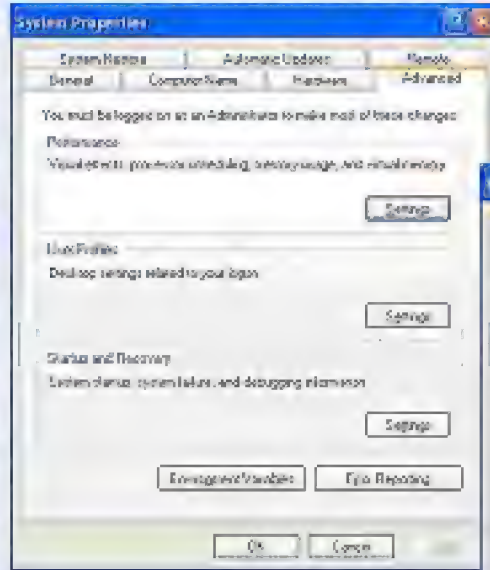 System Properties
System Restore Automatic Updates Remote
General Computer Name Hardware Advanced
You must be logged on as an Administrator to make most of these changes.
Performance
Visual effects, processor scheduling, memory usage, and virtual memory
Settings
User Profiles
Desktop settings related to your logon
Settings
Startup and Recovery
System startup, system failure, and debugging information
Settings
Environment Variables Error Reporting
OK Cancel